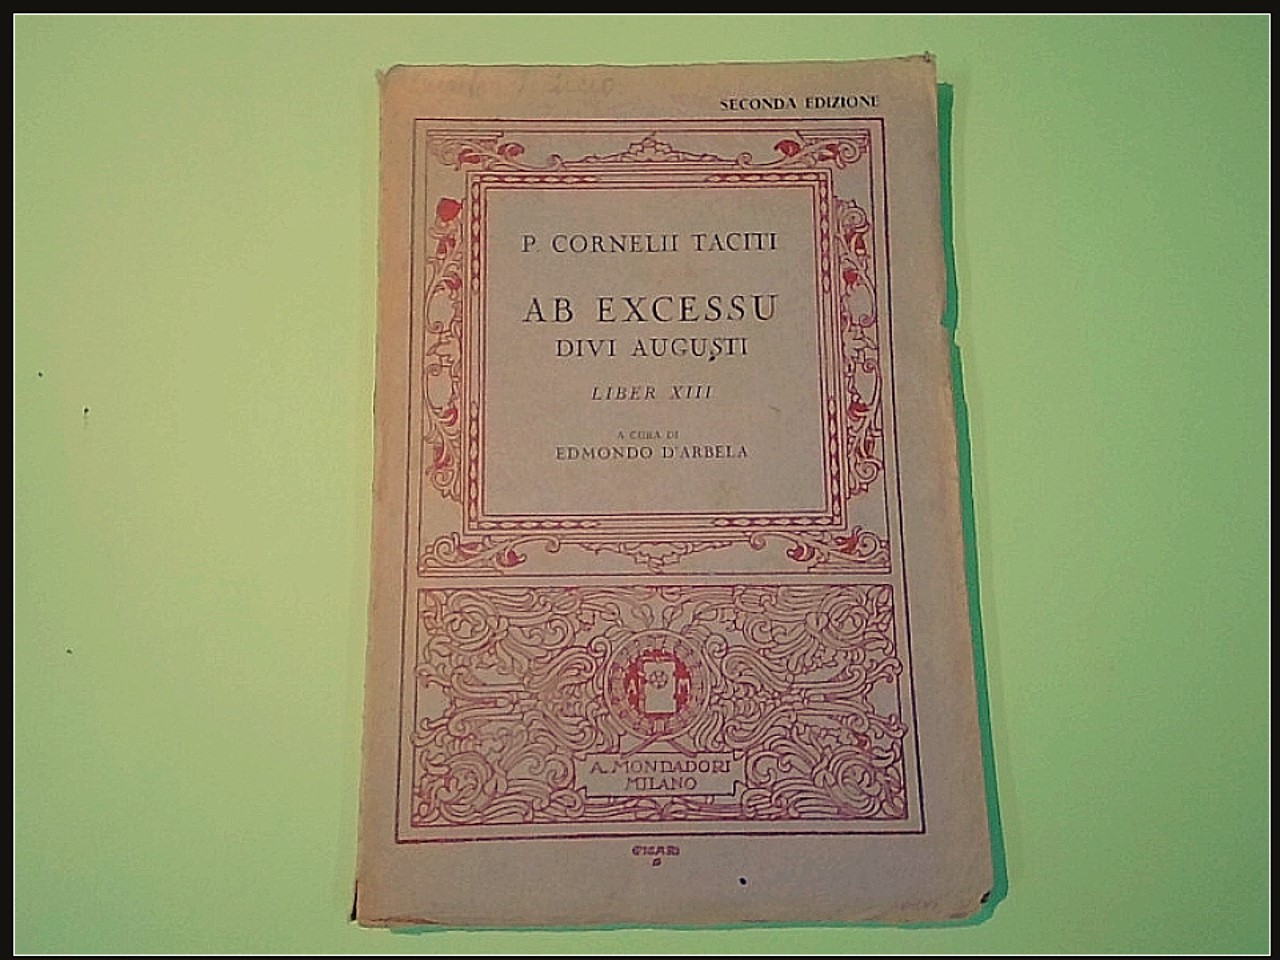 SECONDA EDIZIONE
P. CORNELII TACITI
AB EXCESSU
DIVI AUGUSTI
LIBER XIII
A CURA DI
EDMONDO D'ARBELA
A M
A. MONDADORI
MILANO